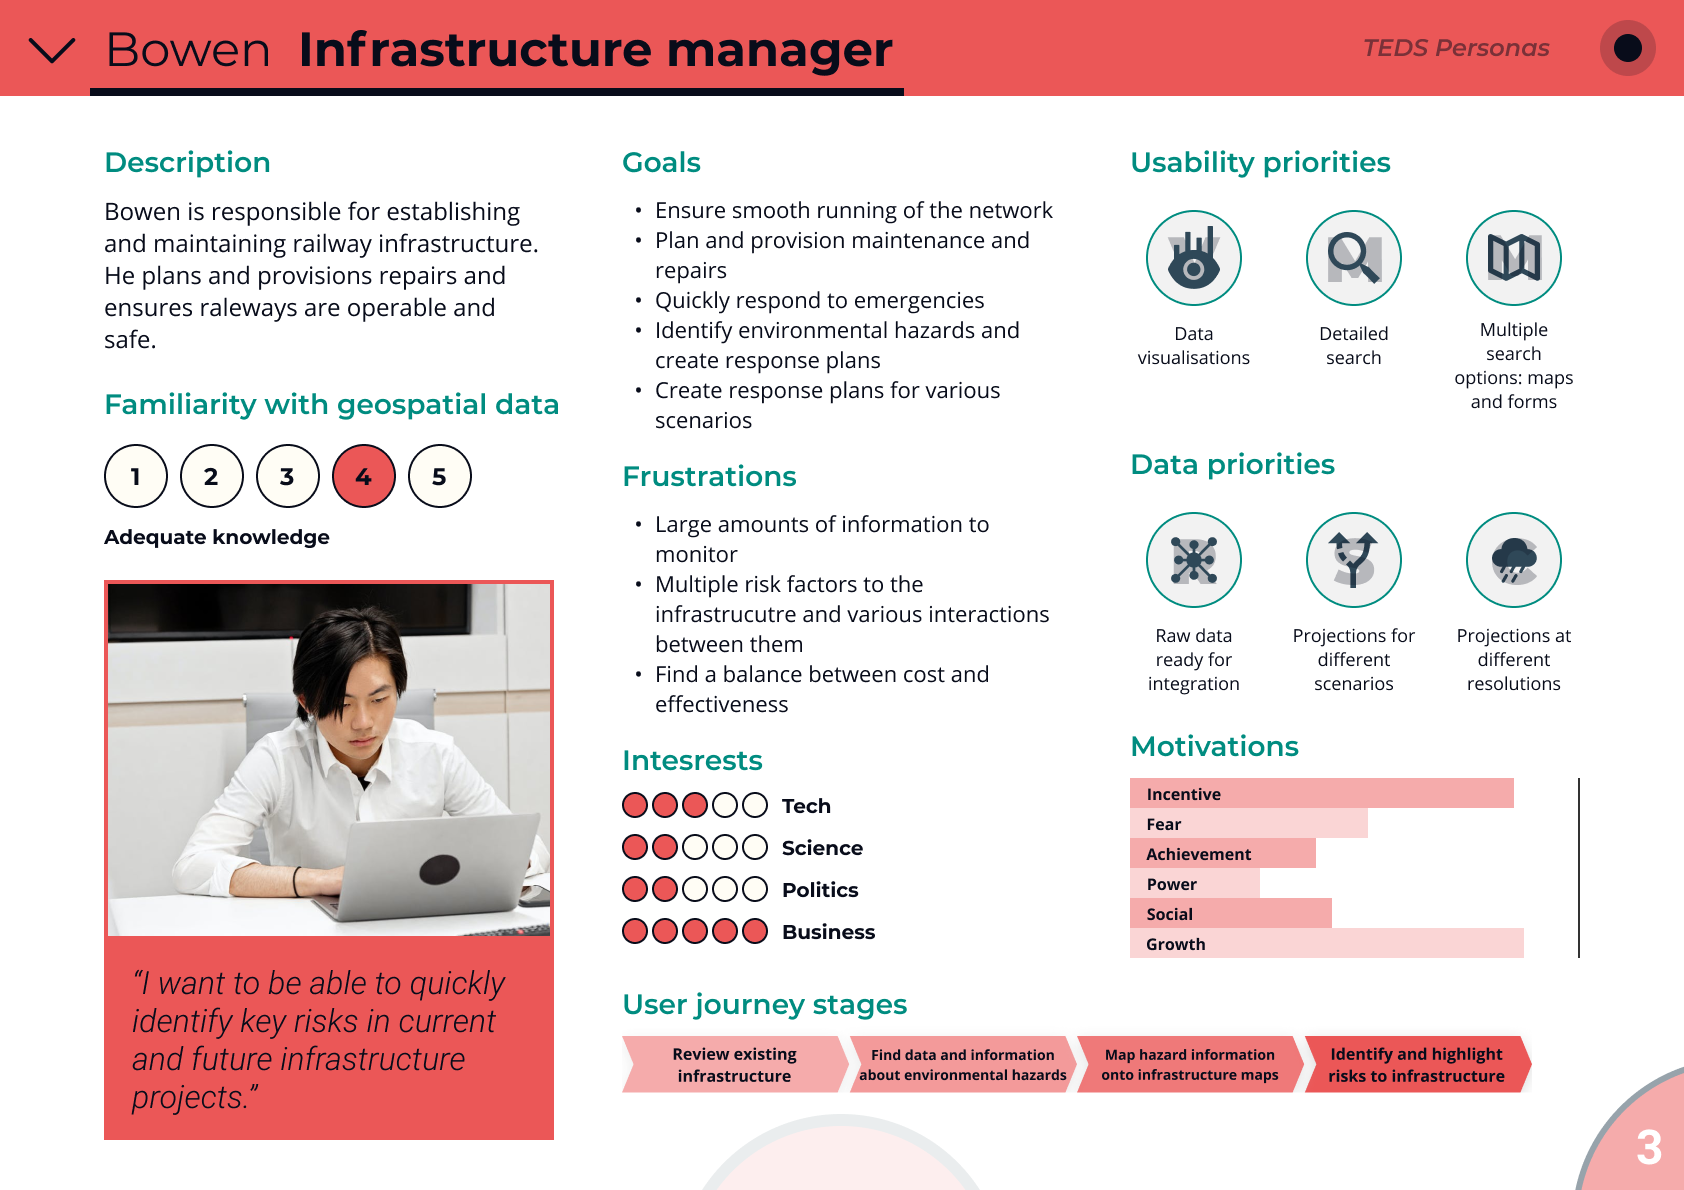 Bowen Infrastructure manager
TEDS Personas
Description
Bowen is responsible for establishing
and maintaining railway infrastructure.
He plans and provisions repairs and
ensures raleways are operable and
safe.
Familiarity with geospatial data
1 2 3 4 5
Adequate knowledge
“I want to be able to quickly
identify key risks in current
and future infrastructure
projects.”
Goals
• Ensure smooth running of the network
• Plan and provision maintenance and
repairs
• Quickly respond to emergencies
• Identify environmental hazards and
create response plans
• Create response plans for various
scenarios
Frustrations
• Large amounts of information to
monitor
• Multiple risk factors to the
infrastrucutre and various interactions
between them
• Find a balance between cost and
effectiveness
Intesrests
Tech
Science
Politics
Business
User journey stages
Review existing
infrastructure
Find data and information
about environmental hazards
Map hazard information
onto infrastructure maps
Identify and highlight
risks to infrastructure
Usability priorities
V
Data
visualisations
M
Detailed
search
M
Multiple
search
options: maps
and forms
Data priorities
R
Raw data
ready for
integration
S
Projections for
different
scenarios
C
Projections at
different
resolutions
Motivations
Incentive
Fear
Achievement
Power
Social
Growth
3